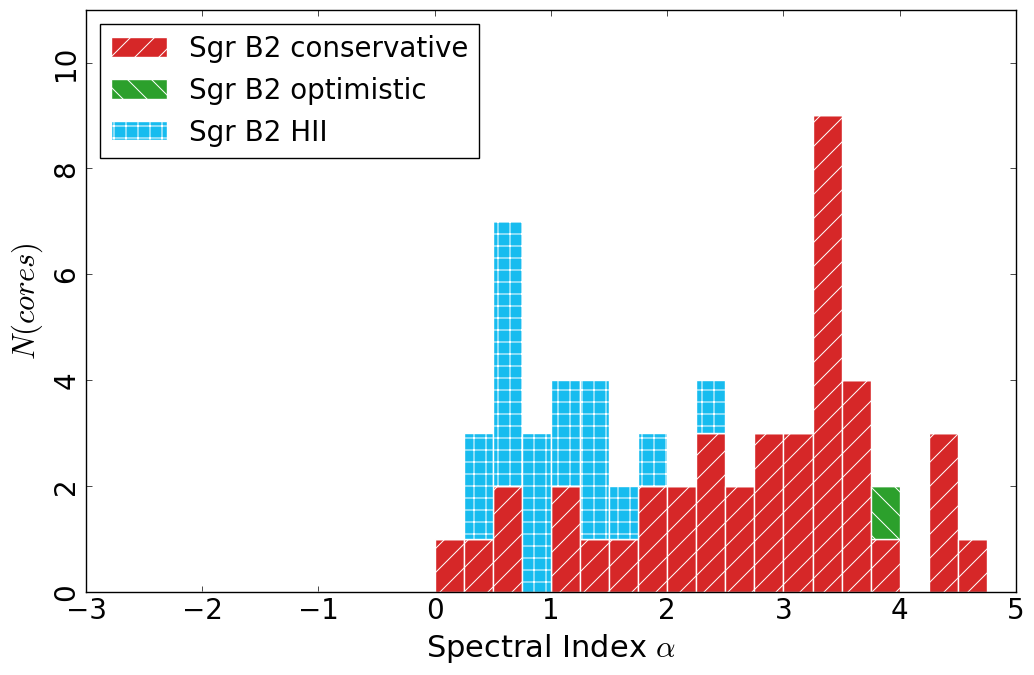 Sgr B2 conservative
Sgr B2 optimistic
Sgr B2 HII
N(cores)
10
8
6
4
2
0
−3 −2 −1 0 1 2 3 4 5
Spectral Index α